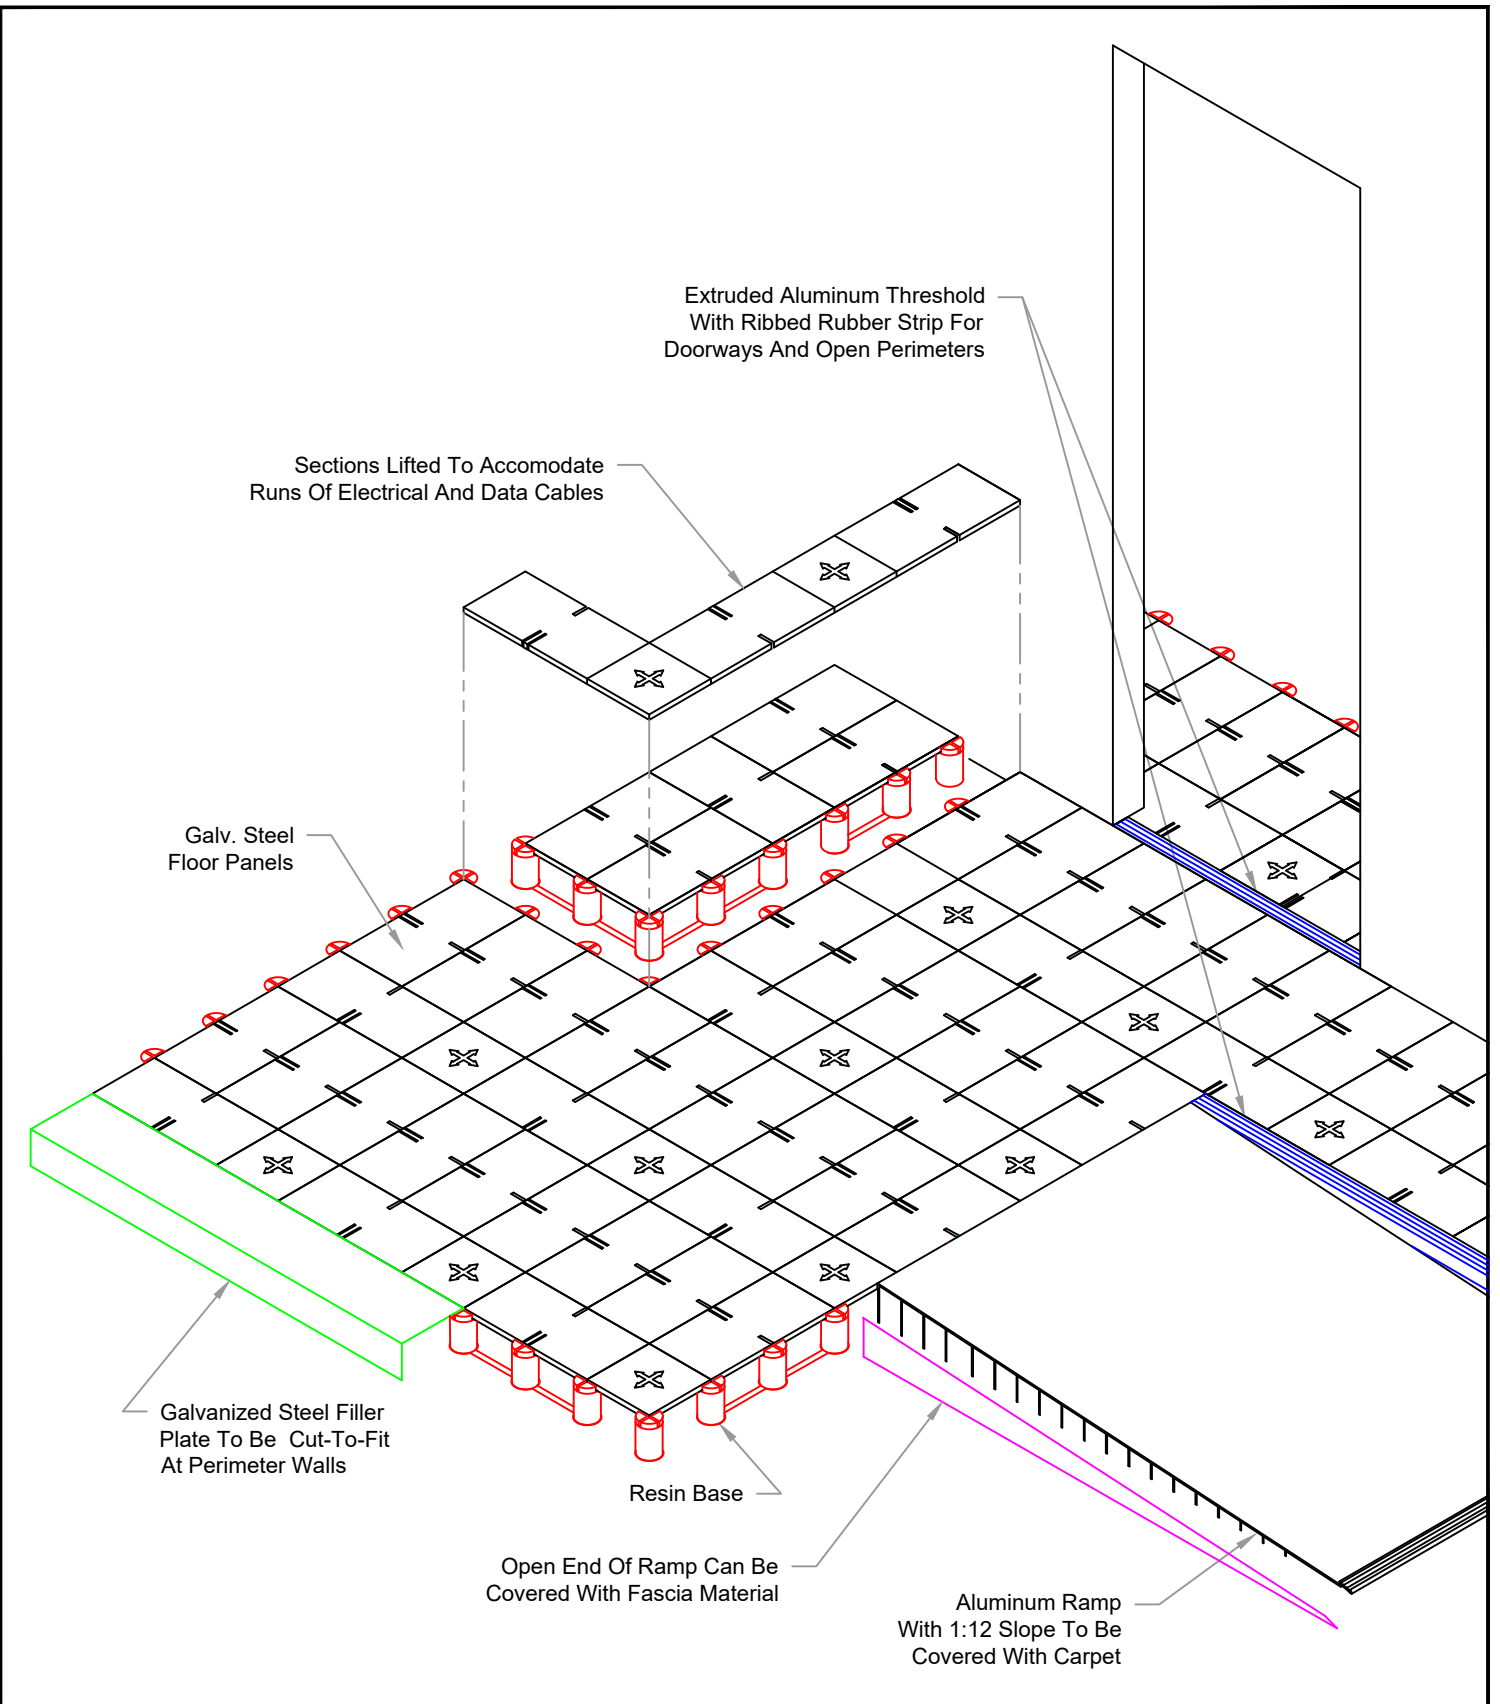 Extruded Aluminum Threshold
With Ribbed Rubber Strip For
Doorways And Open Perimeters
Sections Lifted To Accomodate
Runs Of Electrical And Data Cables
Galv. Steel
Floor Panels
Galvanized Steel Filler
Plate To Be Cut-To-Fit
At Perimeter Walls
Resin Base
Open End Of Ramp Can Be
Covered With Fascia Material
Aluminum Ramp
With 1:12 Slope To Be
Covered With Carpet